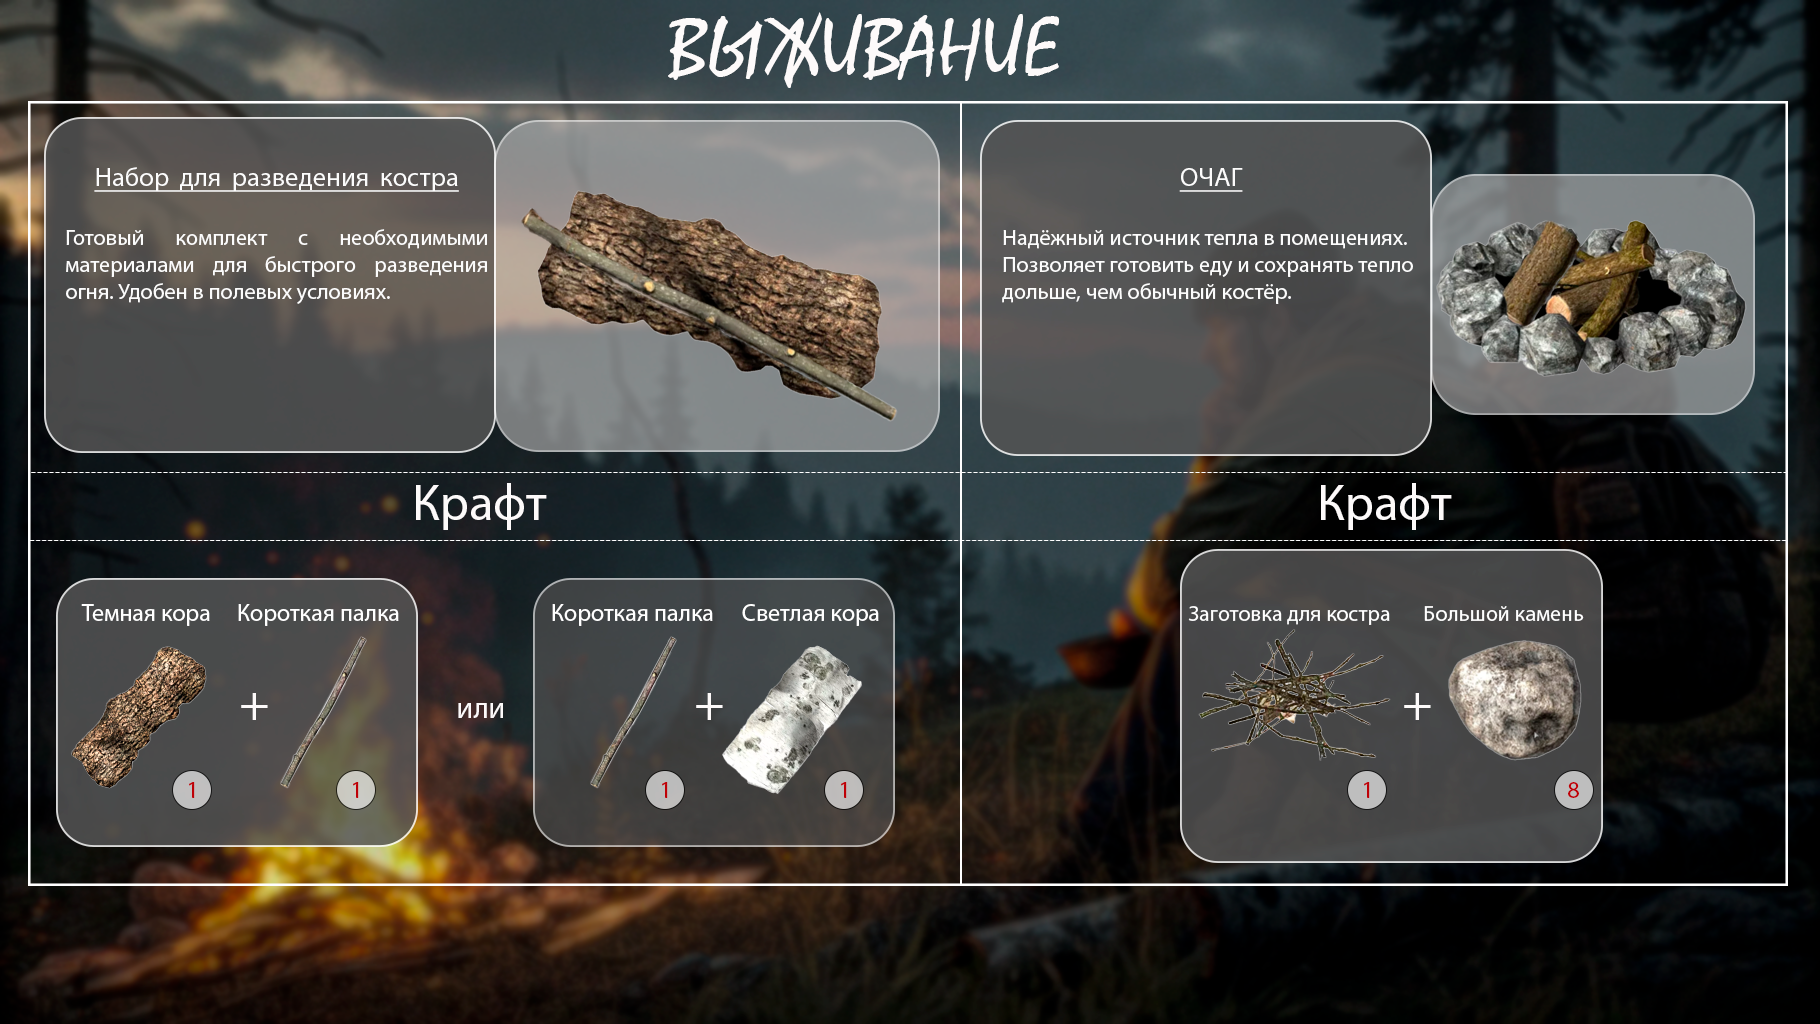 ВЫЖИВАНИЕ
Набор для разведения костра
Готовый комплект с необходимыми
материалами для быстрого разведения
огня. Удобен в полевых условиях.
ОЧАГ
Надёжный источник тепла в помещениях.
Позволяет готовить еду и сохранять тепло
дольше, чем обычный костёр.
Крафт
Крафт
Темная кора
Короткая палка
+
1
1
или
Короткая палка
Светлая кора
+
1
1
Заготовка для костра
Большой камень
+
1
8